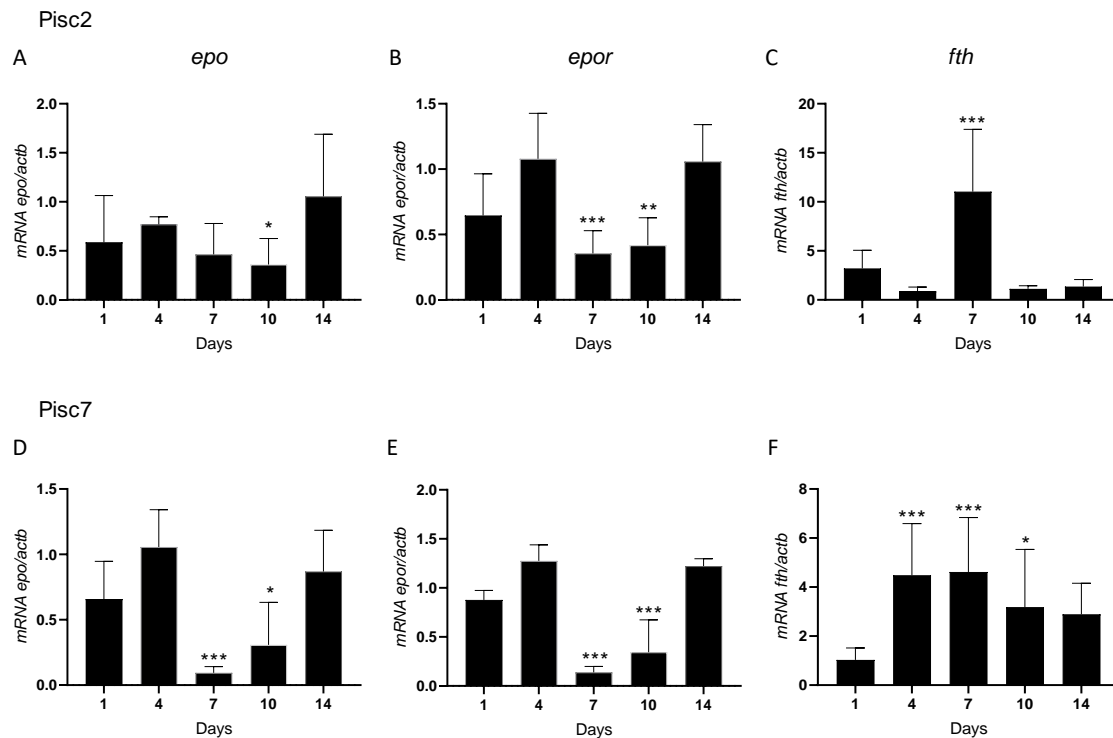 Pisc2
A epo
mRNA epo/actb
2.0
1.5
1.0
0.5
0.0
*
1 4 7 10 14
Days
B epor
mRNA epor/actb
1.5
1.0
0.5
0.0
*** **
1 4 7 10 14
Days
C fth
mRNA fth/actb
20
15
10
5
0
***
1 4 7 10 14
Days
Pisc7
D
mRNA epo/actb
1.5
1.0
0.5
0.0
*** *
1 4 7 10 14
Days
E
mRNA epor/actb
2.0
1.5
1.0
0.5
0.0
*** ***
1 4 7 10 14
Days
F
mRNA fth/actb
8
6
4
2
0
*** *** *
1 4 7 10 14
Days